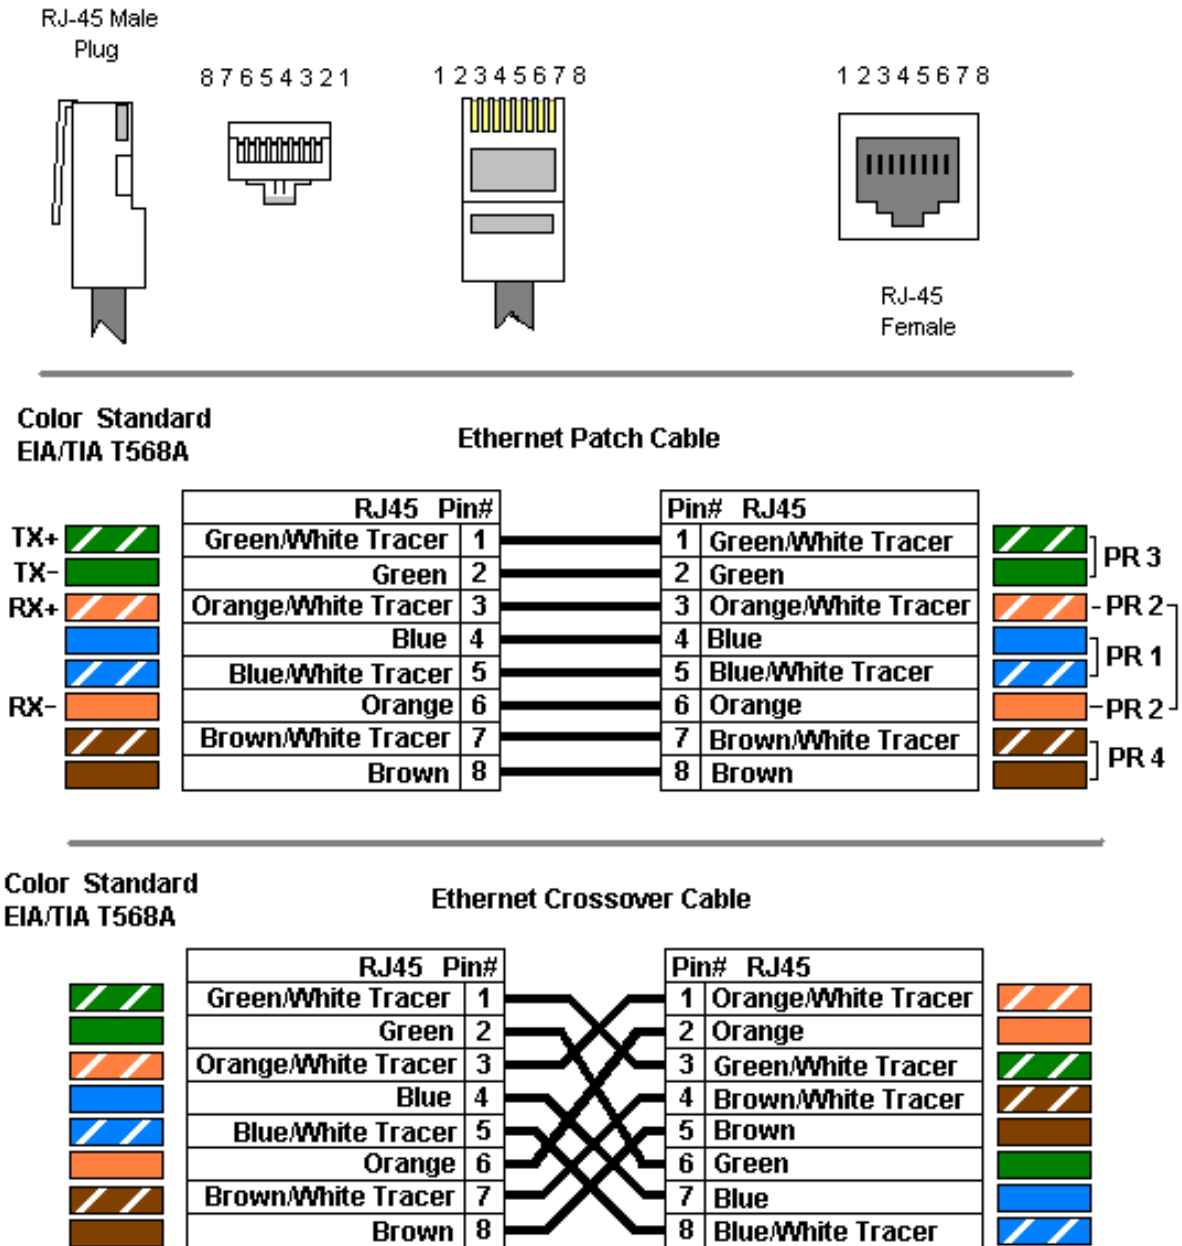 RJ-45 Male
Plug
8 7 6 5 4 3 2 1
1 2 3 4 5 6 7 8
1 2 3 4 5 6 7 8
RJ-45
Female
Color Standard
EIA/TIA T568A
Ethernet Patch Cable
RJ45 Pin#
Pin# RJ45
TX+ Green/White Tracer 1
1 Green/White Tracer
TX- Green 2
2 Green
PR 3
RX+ Orange/White Tracer 3
3 Orange/White Tracer
PR 2
Blue 4
4 Blue
Blue/White Tracer 5
5 Blue/White Tracer
PR 1
RX- Orange 6
6 Orange
PR 2
Brown/White Tracer 7
7 Brown/White Tracer
Brown 8
8 Brown
PR 4
Color Standard
EIA/TIA T568A
Ethernet Crossover Cable
RJ45 Pin#
Pin# RJ45
Green/White Tracer 1
1 Orange/White Tracer
Green 2
2 Orange
Orange/White Tracer 3
3 Green/White Tracer
Blue 4
4 Brown/White Tracer
Blue/White Tracer 5
5 Brown
Orange 6
6 Green
Brown/White Tracer 7
7 Blue
Brown 8
8 Blue/White Tracer